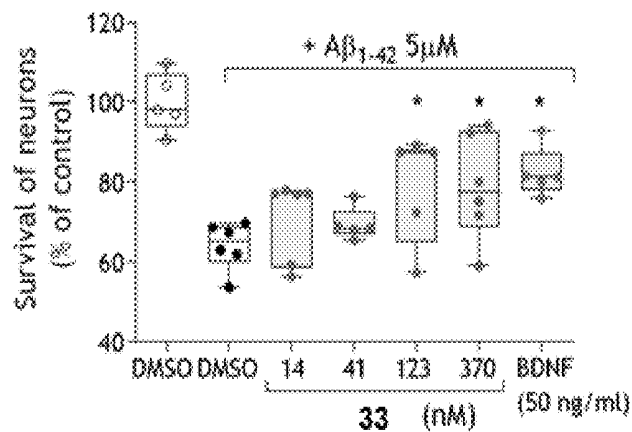 120
100
80
60
40
Survival of neurons
(% of control)
+ Aβ1-42 5μM
* * *
DMSO DMSO 14 41 123 370 BDNF
(50 ng/ml)
33 (nM)